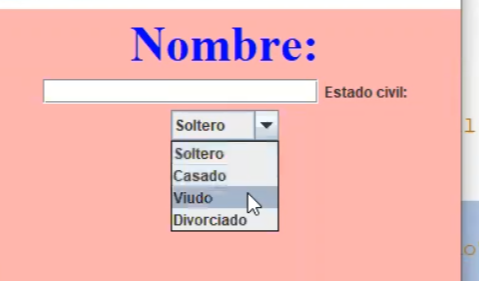 Nombre:
Estado civil:
Soltero
Soltero
Casado
Viudo
Divorciado